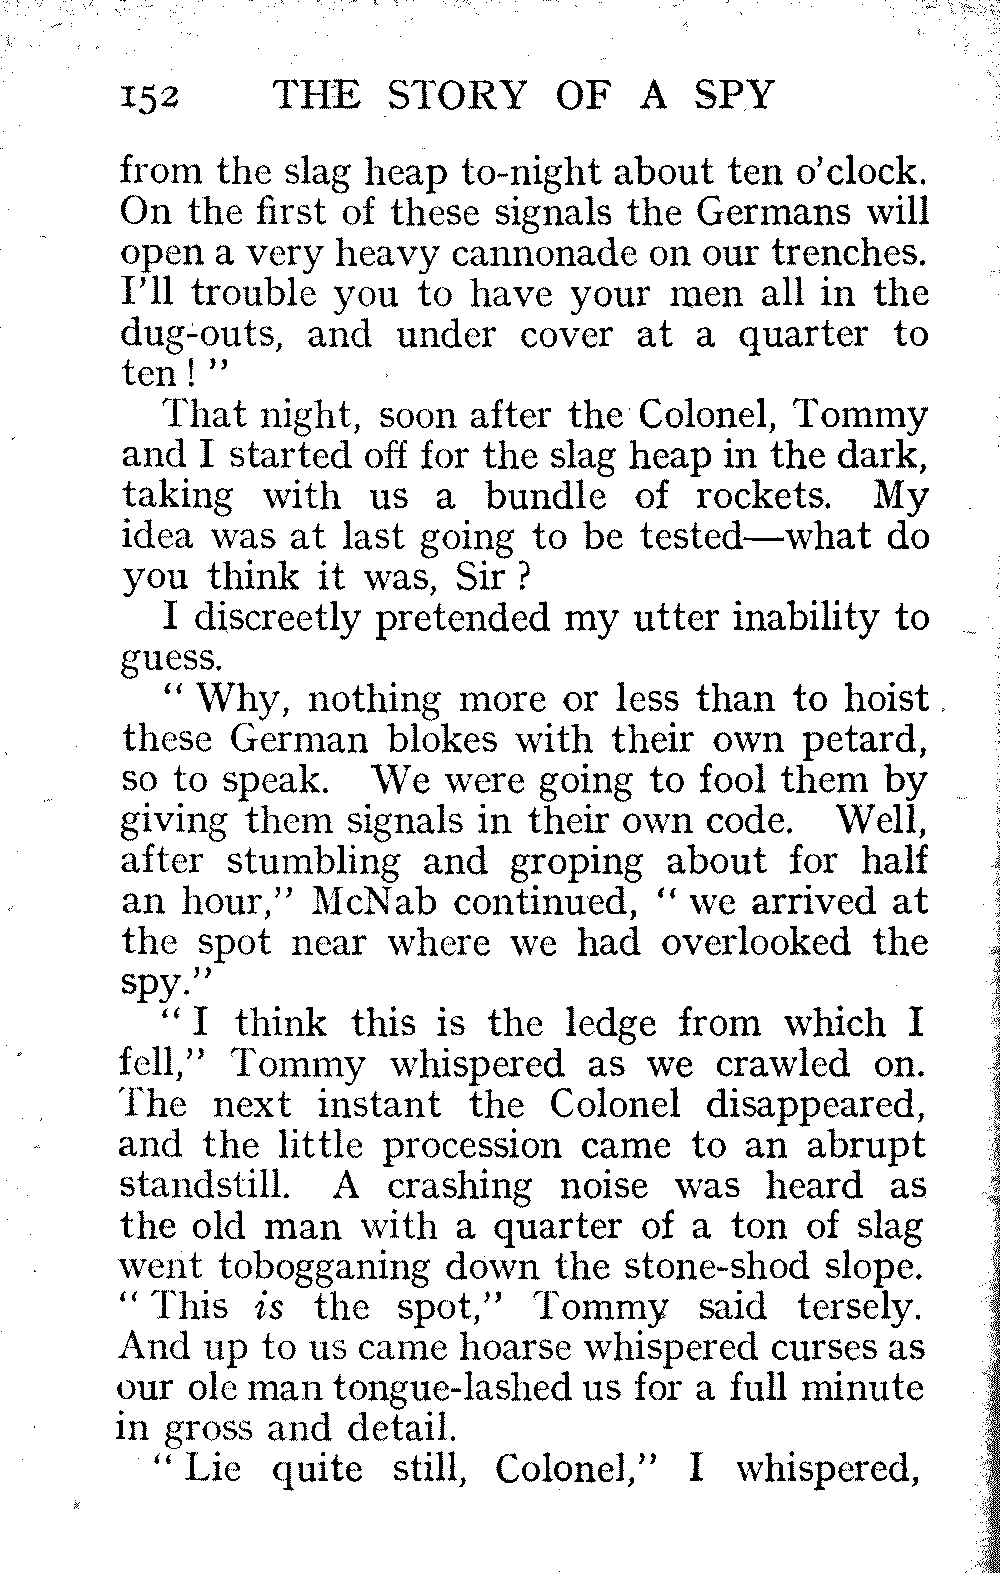 152 THE STORY OF A SPY
from the slag heap to-night about ten o'clock.
On the first of these signals the Germans will
open a very heavy cannonade on our trenches.
I'll trouble you to have your men all in the
dug-outs, and under cover at a quarter to
ten ! "
That night, soon after the Colonel, Tommy
and I started off for the slag heap in the dark,
taking with us a bundle of rockets. My
idea was at last going to be tested—what do
you think it was, Sir ?
I discreetly pretended my utter inability to
guess.
" Why, nothing more or less than to hoist
these German blokes with their own petard,
so to speak. We were going to fool them by
giving them signals in their own code. Well,
after stumbling and groping about for half
an hour," McNab continued, " we arrived at
the spot near where we had overlooked the
spy."
" I think this is the ledge from which I
fell," Tommy whispered as we crawled on.
The next instant the Colonel disappeared,
and the little procession came to an abrupt
standstill. A crashing noise was heard as
the old man with a quarter of a ton of slag
went tobogganing down the stone-shod slope.
" This is the spot," Tommy said tersely.
And up to us came hoarse whispered curses as
our ole man tongue-lashed us for a full minute
in gross and detail.
" Lie quite still, Colonel," I whispered,